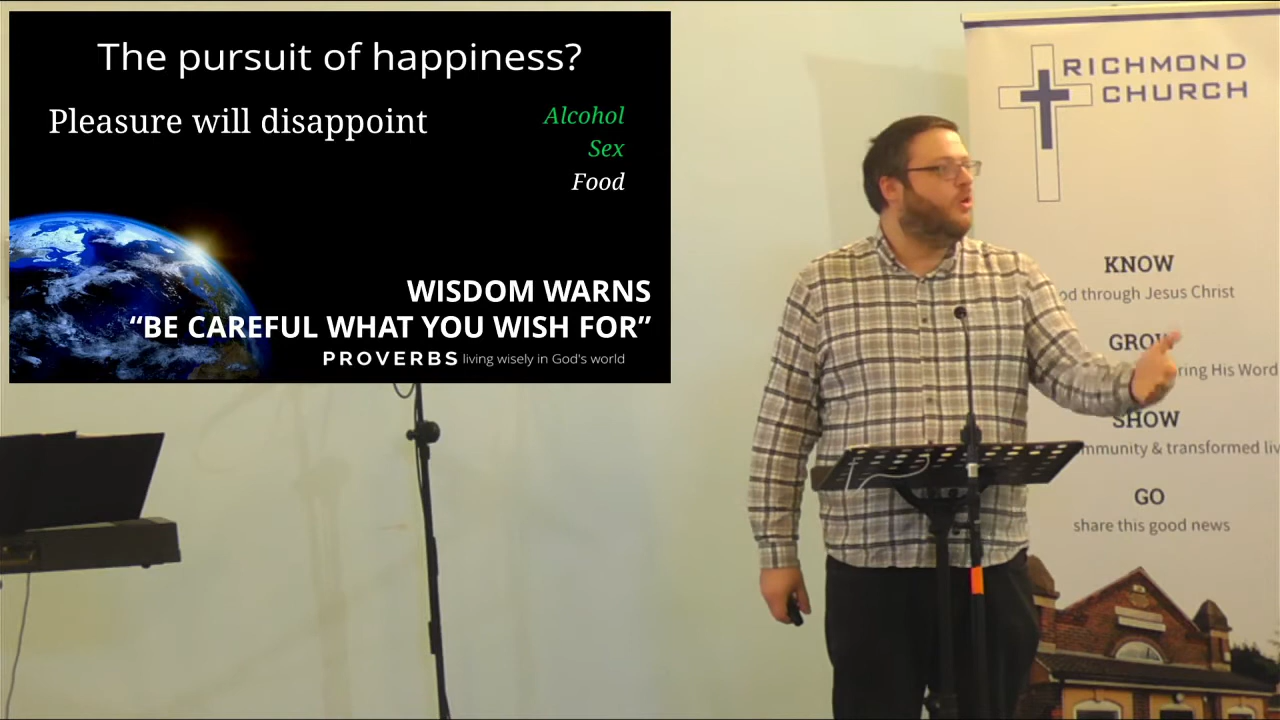 The pursuit of happiness?
Pleasure will disappoint
Alcohol
Sex
Food
WISDOM WARNS
“BE CAREFUL WHAT YOU WISH FOR”
PROVERBS living wisely in God's world
RICHMOND
CHURCH
KNOW
through Jesus Christ
GROW
His Word
SHOW
& transformed
GO
share this good news